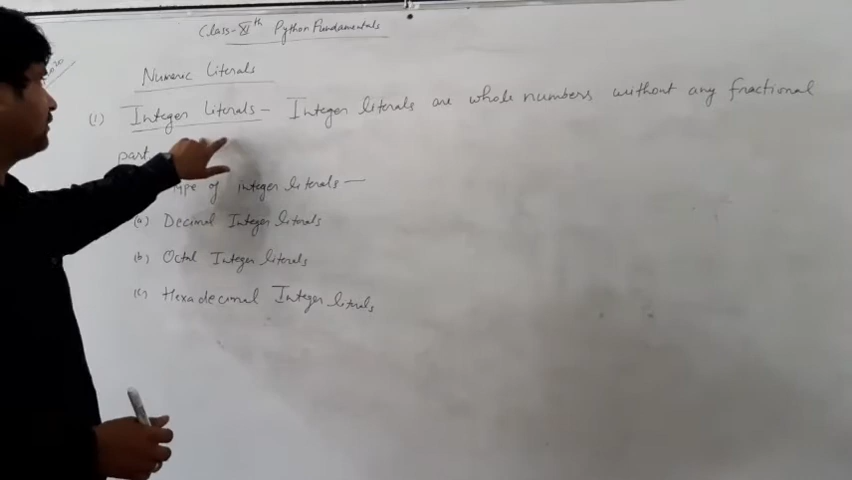 Class-XIth Python Fundamentals
Numeric Literals
(1) Integer Literals - Integer literals are whole numbers without any fractional
part
Type of integer literals —
(a) Decimal Integer literals
(b) Octal Integer literals
(c) Hexadecimal Integer literals